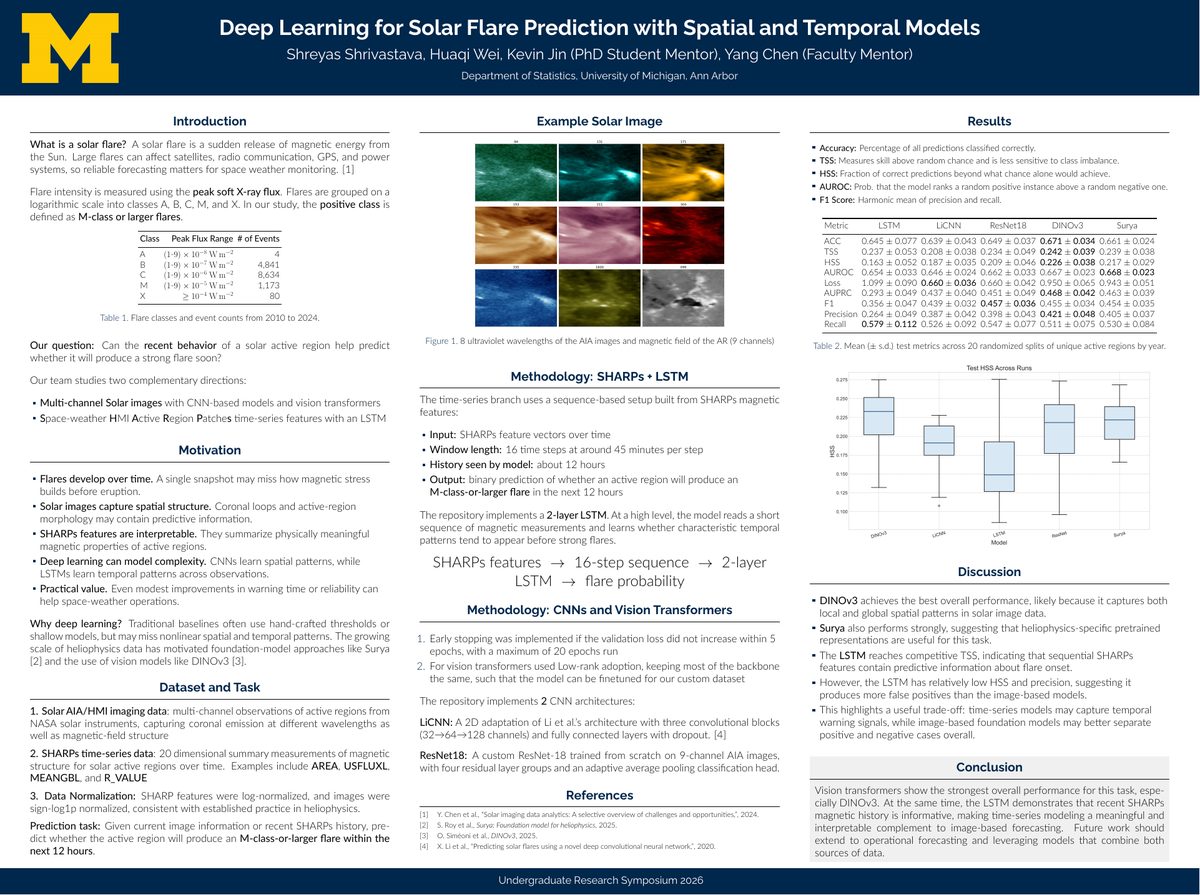 M
Deep Learning for Solar Flare Prediction with Spatial and Temporal Models
Shreyas Shrivastava, Huaqi Wei, Kevin Jin (PhD Student Mentor), Yang Chen (Faculty Mentor)
Department of Statistics, University of Michigan, Ann Arbor
Introduction
What is a solar flare? A solar flare is a sudden release of magnetic energy from
the Sun. Large flares can affect satellites, radio communication, GPS, and power
systems, so reliable forecasting matters for space weather monitoring. [1]
Flare intensity is measured using the peak soft X-ray flux. Flares are grouped on a
logarithmic scale into classes A, B, C, M, and X. In our study, the positive class is
defined as M-class or larger flares.
Class Peak Flux Range # of Events
A (1-9) × 10⁻⁸ W m⁻² 4
B (1-9) × 10⁻⁷ W m⁻² 4,841
C (1-9) × 10⁻⁶ W m⁻² 8,634
M (1-9) × 10⁻⁵ W m⁻² 1,173
X ≥ 10⁻⁴ W m⁻² 80
Table 1. Flare classes and event counts from 2010 to 2024.
Our question: Can the recent behavior of a solar active region help predict
whether it will produce a strong flare soon?
Our team studies two complementary directions:
▪ Multi-channel Solar images with CNN-based models and vision transformers
▪ Space-weather HMI Active Region Patches time-series features with an LSTM
Motivation
▪ Flares develop over time. A single snapshot may miss how magnetic stress
builds before eruption.
▪ Solar images capture spatial structure. Coronal loops and active-region
morphology may contain predictive information.
▪ SHARPs features are interpretable. They summarize physically meaningful
magnetic properties of active regions.
▪ Deep learning can model complexity. CNNs learn spatial patterns, while
LSTMs learn temporal patterns across observations.
▪ Practical value. Even modest improvements in warning time or reliability can
help space-weather operations.
Why deep learning? Traditional baselines often use hand-crafted thresholds or
shallow models, but may miss nonlinear spatial and temporal patterns. The growing
scale of heliophysics data has motivated foundation-model approaches like Surya
[2] and the use of vision models like DINOv3 [3].
Dataset and Task
1. Solar AIA/HMI imaging data: multi-channel observations of active regions from
NASA solar instruments, capturing coronal emission at different wavelengths as
well as magnetic-field structure
2. SHARPs time-series data: 20 dimensional summary measurements of magnetic
structure for solar active regions over time. Examples include AREA, USFLUXL,
MEANGBL, and R_VALUE
3. Data Normalization: SHARP features were log-normalized, and images were
sign-log1p normalized, consistent with established practice in heliophysics.
Prediction task: Given current image information or recent SHARPs history, pre-
dict whether the active region will produce an M-class-or-larger flare within the
next 12 hours.
Example Solar Image
94 131 171
193 211 304
335 1600
Figure 1. 8 ultraviolet wavelengths of the AIA images and magnetic field of the AR (9 channels)
Methodology: SHARPs + LSTM
The time-series branch uses a sequence-based setup built from SHARPs magnetic
features:
▪ Input: SHARPs feature vectors over time
▪ Window length: 16 time steps at around 45 minutes per step
▪ History seen by model: about 12 hours
▪ Output: binary prediction of whether an active region will produce an
M-class-or-larger flare in the next 12 hours
The repository implements a 2-layer LSTM. At a high level, the model reads a short
sequence of magnetic measurements and learns whether characteristic temporal
patterns tend to appear before strong flares.
SHARPs features → 16-step sequence → 2-layer
LSTM → flare probability
Methodology: CNNs and Vision Transformers
1. Early stopping was implemented if the validation loss did not increase within 5
epochs, with a maximum of 20 epochs run
2. For vision transformers used Low-rank adoption, keeping most of the backbone
the same, such that the model can be finetuned for our custom dataset
The repository implements 2 CNN architectures:
LiCNN: A 2D adaptation of Li et al.'s architecture with three convolutional blocks
(32→64→128 channels) and fully connected layers with dropout. [4]
ResNet18: A custom ResNet-18 trained from scratch on 9-channel AIA images,
with four residual layer groups and an adaptive average pooling classification head.
References
[1] Y. Chen et al., "Solar imaging data analytics: A selective overview of challenges and opportunities,", 2024.
[2] S. Roy et al., Surya: Foundation model for heliophysics, 2025.
[3] O. Siméoni et al., DINOv3, 2025.
[4] X. Li et al., "Predicting solar flares using a novel deep convolutional neural network,", 2020.
Results
▪ Accuracy: Percentage of all predictions classified correctly.
▪ TSS: Measures skill above random chance and is less sensitive to class imbalance.
▪ HSS: Fraction of correct predictions beyond what chance alone would achieve.
▪ AUROC: Prob. that the model ranks a random positive instance above a random negative one.
▪ F1 Score: Harmonic mean of precision and recall.
Metric LSTM LiCNN ResNet18 DINOv3 Surya
ACC 0.645 ± 0.077 0.639 ± 0.043 0.649 ± 0.037 0.671 ± 0.034 0.661 ± 0.024
TSS 0.237 ± 0.053 0.208 ± 0.038 0.234 ± 0.049 0.242 ± 0.039 0.239 ± 0.038
HSS 0.163 ± 0.052 0.187 ± 0.035 0.209 ± 0.046 0.226 ± 0.038 0.217 ± 0.029
AUROC 0.654 ± 0.033 0.646 ± 0.024 0.662 ± 0.033 0.667 ± 0.023 0.668 ± 0.023
Loss 1.099 ± 0.090 0.660 ± 0.036 0.660 ± 0.042 0.950 ± 0.065 0.943 ± 0.051
AUPRC 0.293 ± 0.049 0.437 ± 0.040 0.451 ± 0.049 0.468 ± 0.042 0.463 ± 0.039
F1 0.356 ± 0.047 0.439 ± 0.032 0.457 ± 0.036 0.455 ± 0.034 0.454 ± 0.035
Precision 0.264 ± 0.049 0.387 ± 0.042 0.398 ± 0.043 0.421 ± 0.048 0.405 ± 0.037
Recall 0.579 ± 0.112 0.526 ± 0.092 0.547 ± 0.077 0.511 ± 0.075 0.530 ± 0.084
Table 2. Mean (± s.d.) test metrics across 20 randomized splits of unique active regions by year.
Test HSS Across Runs
0.275
0.250
0.225
0.200
0.175
0.150
0.125
0.100
HSS
DINOv3 LiCNN LSTM ResNet Surya
Model
Discussion
▪ DINOv3 achieves the best overall performance, likely because it captures both
local and global spatial patterns in solar image data.
▪ Surya also performs strongly, suggesting that heliophysics-specific pretrained
representations are useful for this task.
▪ The LSTM reaches competitive TSS, indicating that sequential SHARPs
features contain predictive information about flare onset.
▪ However, the LSTM has relatively low HSS and precision, suggesting it
produces more false positives than the image-based models.
▪ This highlights a useful trade-off: time-series models may capture temporal
warning signals, while image-based foundation models may better separate
positive and negative cases overall.
Conclusion
Vision transformers show the strongest overall performance for this task, espe-
cially DINOv3. At the same time, the LSTM demonstrates that recent SHARPs
magnetic history is informative, making time-series modeling a meaningful and
interpretable complement to image-based forecasting. Future work should
extend to operational forecasting and leveraging models that combine both
sources of data.
Undergraduate Research Symposium 2026